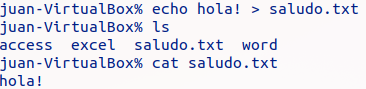 juan-VirtualBox% echo hola! > saludo.txt
juan-VirtualBox% ls
access  excel  saludo.txt  word
juan-VirtualBox% cat saludo.txt
hola!